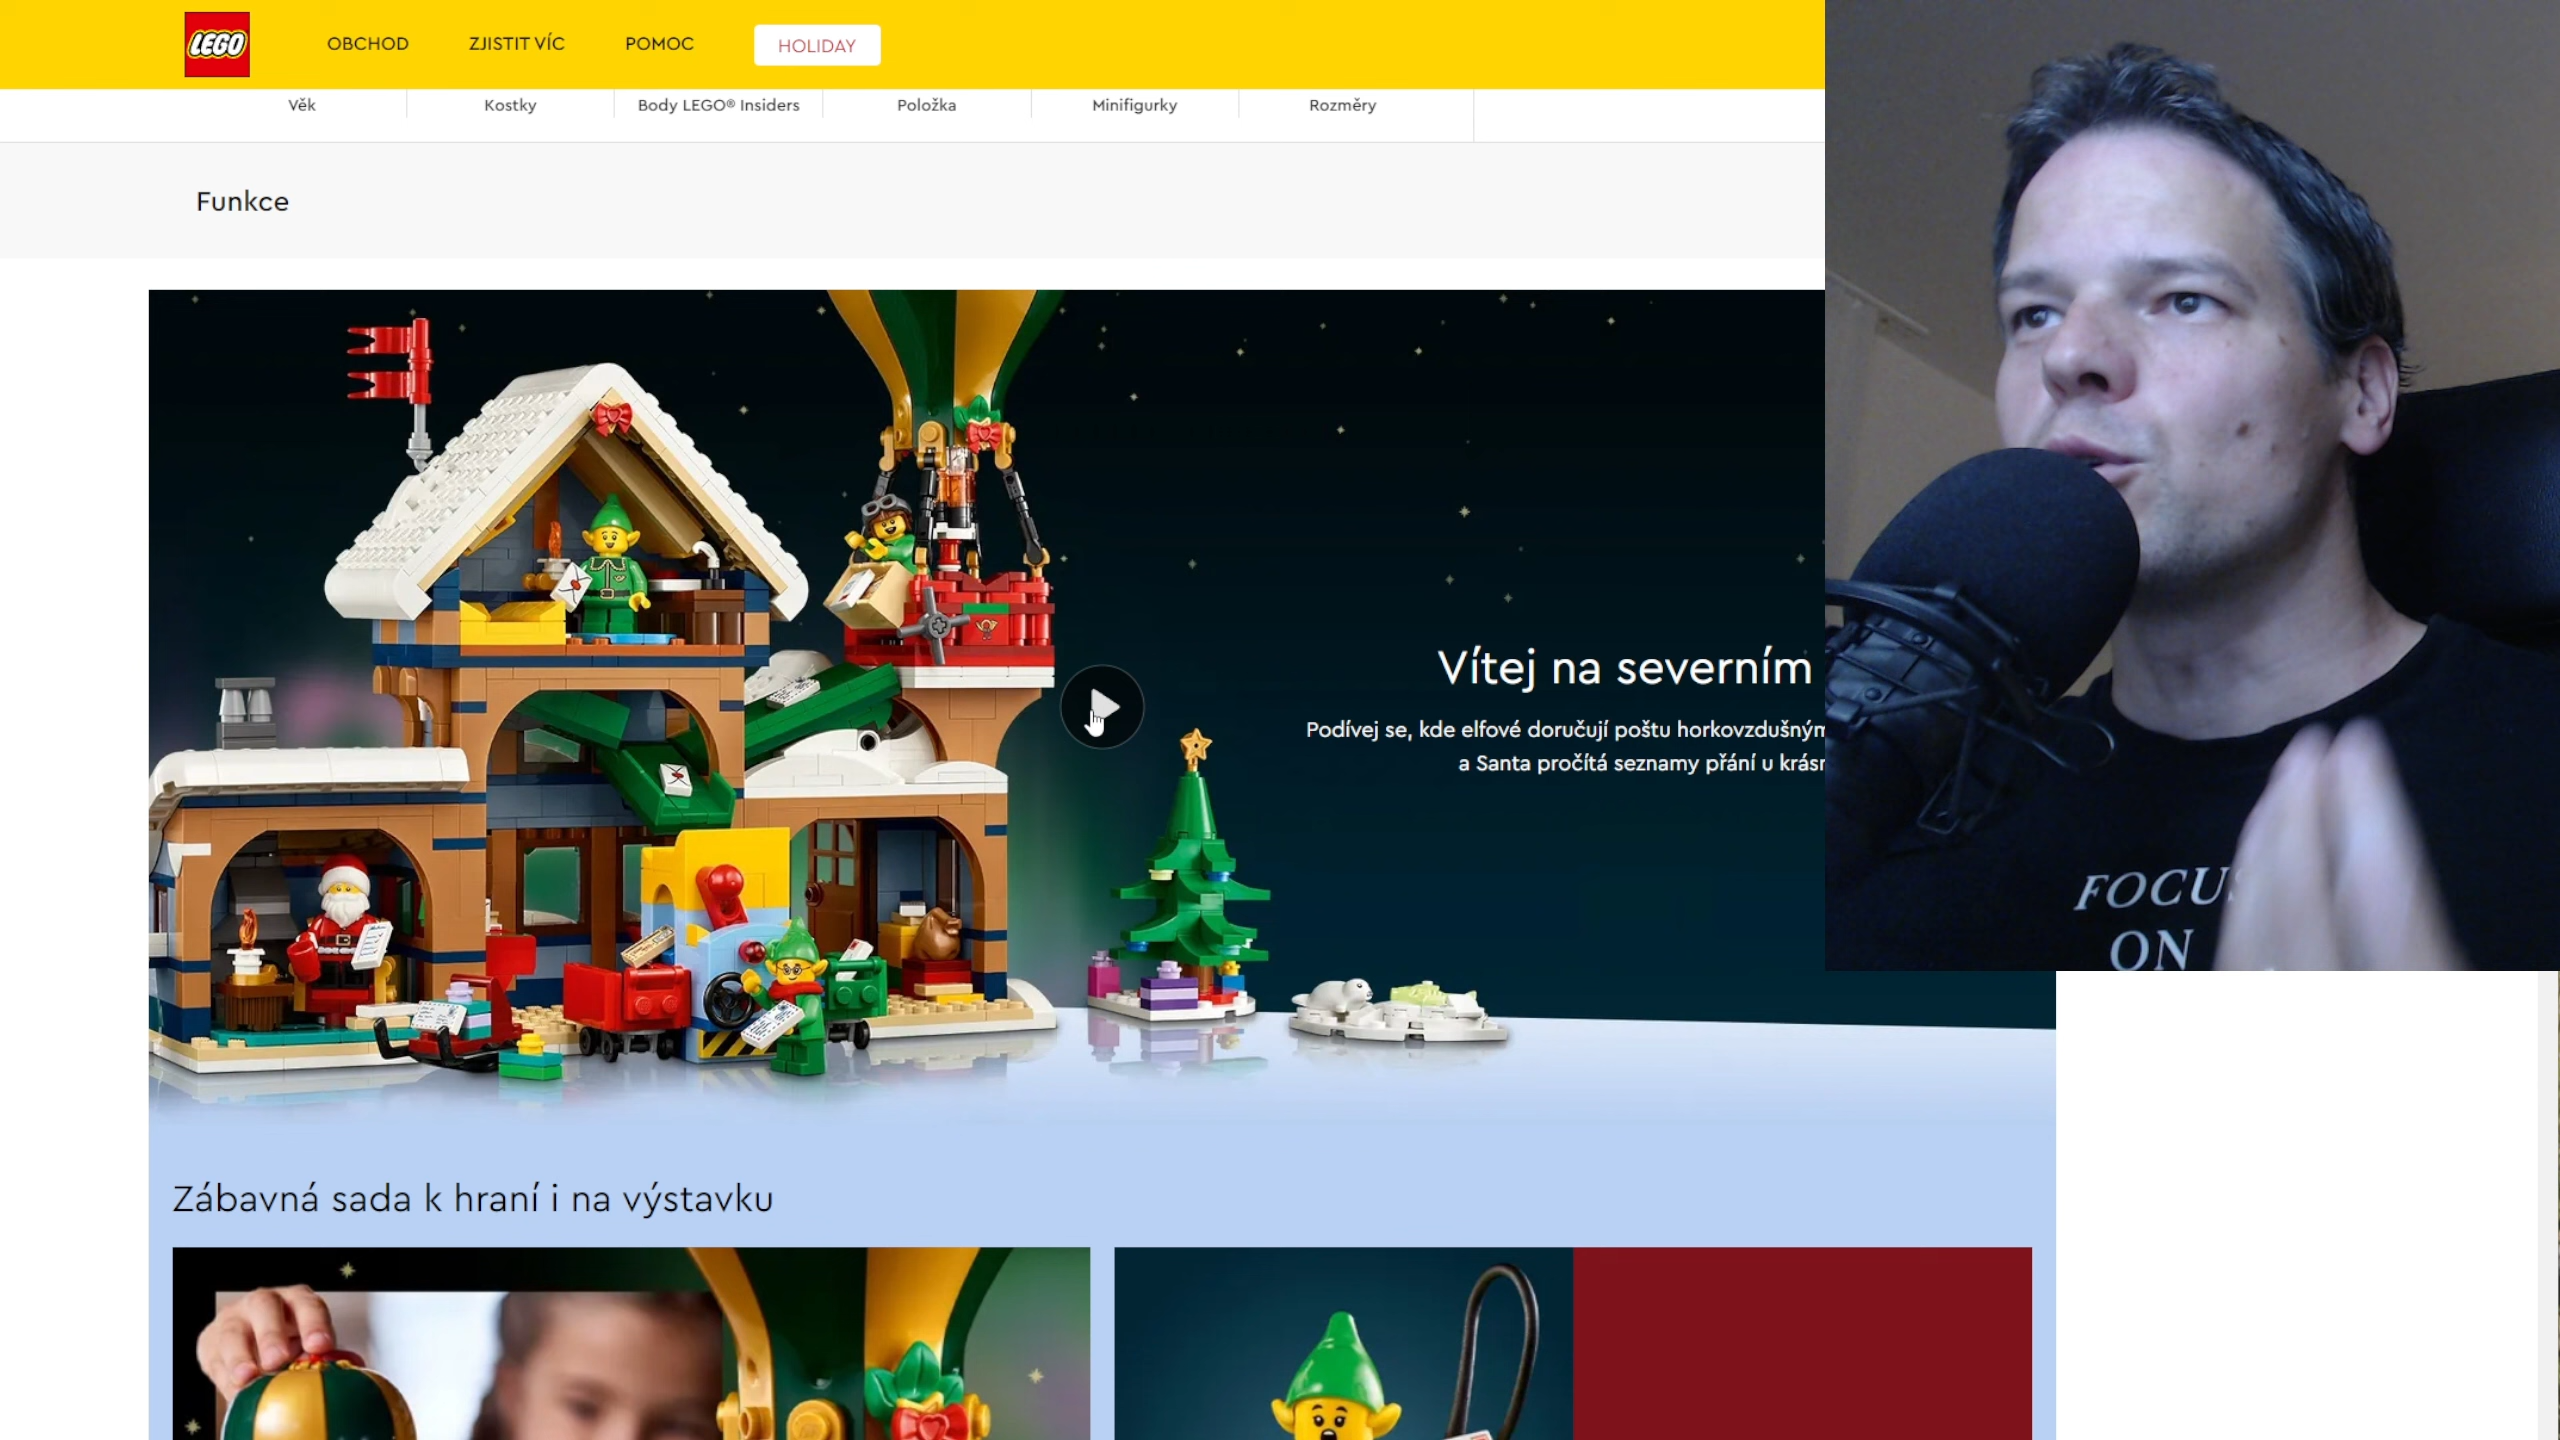 LEGO
OBCHOD
ZJISTIT VÍC
POMOC
HOLIDAY
Věk
Kostky
Body LEGO® Insiders
Položka
Minifigurky
Rozměry
Funkce
Vítej na severním
Podívej se, kde elfové doručují poštu horkovzdušným
a Santa pročítá seznamy přání u
Zábavná sada k hraní i na výstavku
FOCUS
ON